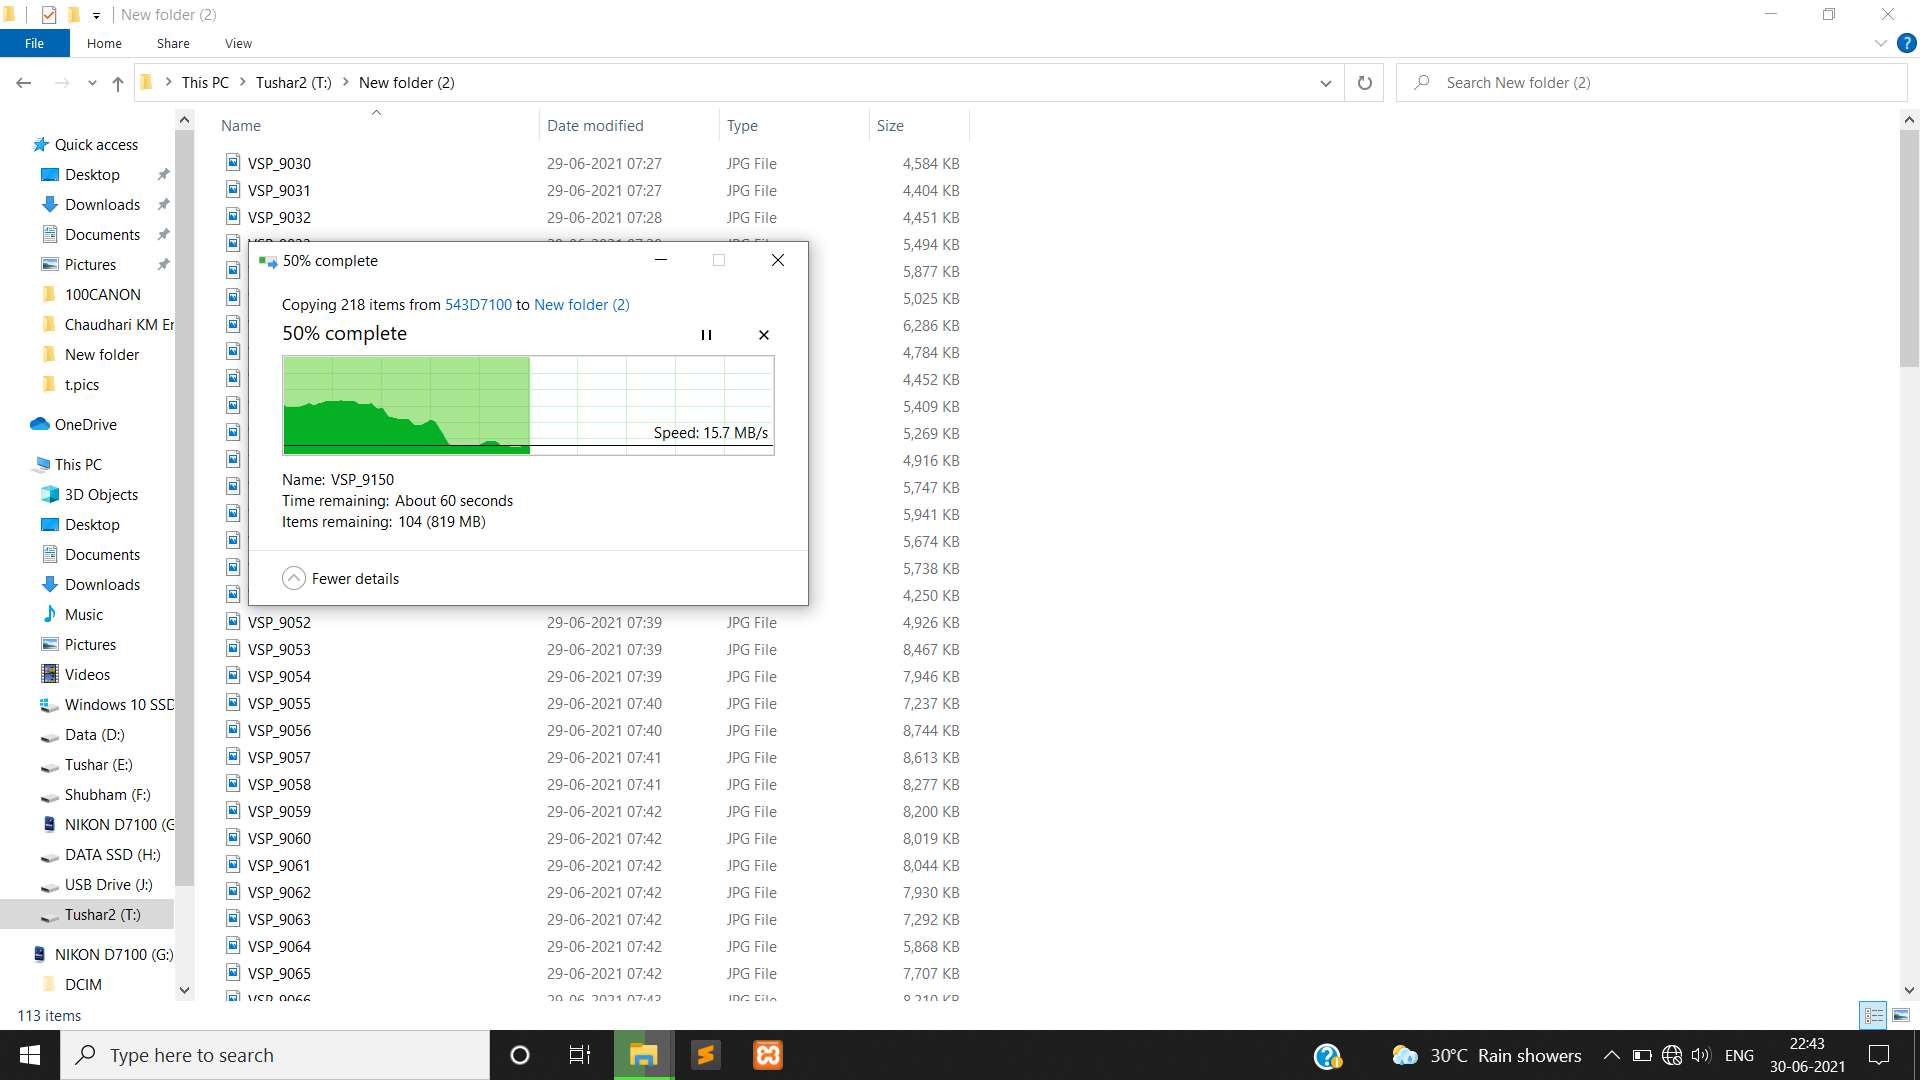 New folder (2)
File Home Share View
This PC Tushar2 (T:) New folder (2) Search New folder (2)
Name Date modified Type Size
Quick access
Desktop
Downloads
Documents
Pictures
100CANON
Chaudhari KM Er
New folder
t.pics
OneDrive
This PC
3D Objects
Desktop
Documents
Downloads
Music
Pictures
Videos
Windows 10 SSD
Data (D:)
Tushar (E:)
Shubham (F:)
NIKON D7100 (G
DATA SSD (H:)
USB Drive (J:)
Tushar2 (T:)
NIKON D7100 (G:)
DCIM
VSP_9030 29-06-2021 07:27 JPG File 4,584 KB
VSP_9031 29-06-2021 07:27 JPG File 4,404 KB
VSP_9032 29-06-2021 07:28 JPG File 4,451 KB
5,494 KB
5,877 KB
5,025 KB
6,286 KB
4,784 KB
4,452 KB
5,409 KB
5,269 KB
4,916 KB
5,747 KB
5,941 KB
5,674 KB
5,738 KB
4,250 KB
50% complete
Copying 218 items from 543D7100 to New folder (2)
50% complete
Speed: 15.7 MB/s
Name: VSP_9150
Time remaining: About 60 seconds
Items remaining: 104 (819 MB)
Fewer details
VSP_9052 29-06-2021 07:39 JPG File 4,926 KB
VSP_9053 29-06-2021 07:39 JPG File 8,467 KB
VSP_9054 29-06-2021 07:39 JPG File 7,946 KB
VSP_9055 29-06-2021 07:40 JPG File 7,237 KB
VSP_9056 29-06-2021 07:40 JPG File 8,744 KB
VSP_9057 29-06-2021 07:41 JPG File 8,613 KB
VSP_9058 29-06-2021 07:41 JPG File 8,277 KB
VSP_9059 29-06-2021 07:42 JPG File 8,200 KB
VSP_9060 29-06-2021 07:42 JPG File 8,019 KB
VSP_9061 29-06-2021 07:42 JPG File 8,044 KB
VSP_9062 29-06-2021 07:42 JPG File 7,930 KB
VSP_9063 29-06-2021 07:42 JPG File 7,292 KB
VSP_9064 29-06-2021 07:42 JPG File 5,868 KB
VSP_9065 29-06-2021 07:42 JPG File 7,707 KB
VSP_9066 29-06-2021 07:43 JPG File 8,210 KB
113 items
Type here to search
30°C Rain showers ENG 22:43
30-06-2021